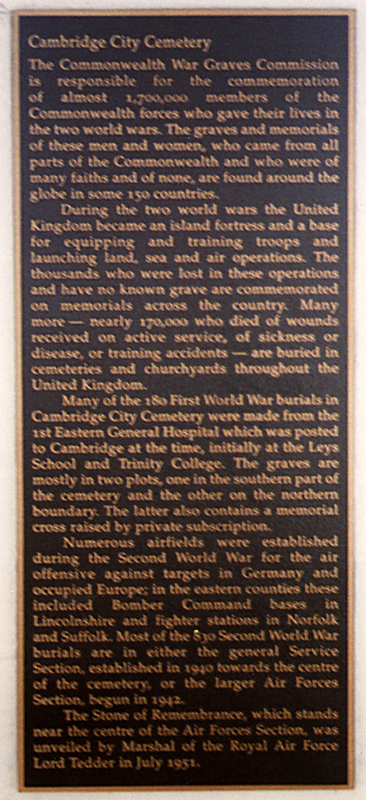 Cambridge City Cemetery
The Commonwealth War Graves Commission
is responsible for the commemoration
of almost 1,700,000 members of the
Commonwealth forces who gave their lives in
the two world wars. The graves and memorials
of these men and women, who came from all
parts of the Commonwealth and who were of
many faiths and of none, are found around the
globe in some 150 countries.
During the two world wars the United
Kingdom became an island fortress and a base
for equipping and training troops and
launching land, sea and air operations. The
thousands who were lost in these operations
and have no known grave are commemorated
on memorials across the country. Many
more — nearly 170,000 who died of wounds
received on active service, of sickness or
disease, or training accidents — are buried in
cemeteries and churchyards throughout the
United Kingdom.
Many of the 180 First World War burials in
Cambridge City Cemetery were made from the
1st Eastern General Hospital which was posted
to Cambridge at the time, initially at the Leys
School and Trinity College. The graves are
mostly in two plots, one in the southern part of
the cemetery and the other on the northern
boundary. The latter also contains a memorial
cross raised by private subscription.
Numerous airfields were established
during the Second World War for the air
offensive against targets in Germany and
occupied Europe; in the eastern counties these
included Bomber Command bases in
Lincolnshire and fighter stations in Norfolk
and Suffolk. Most of the 830 Second World War
burials are in either the general Service
Section, established in 1940 towards the centre
of the cemetery, or the larger Air Forces
Section, begun in 1942.
The Stone of Remembrance, which stands
near the centre of the Air Forces Section, was
unveiled by Marshal of the Royal Air Force
Lord Tedder in July 1951.